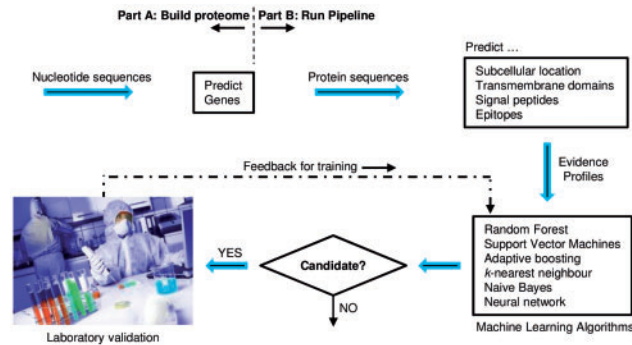 Part A: Build proteome
Part B: Run Pipeline
Nucleotide sequences
Predict
Genes
Protein sequences
Predict ...
Subcellular location
Transmembrane domains
Signal peptides
Epitopes
Evidence
Profiles
Feedback for training
Random Forest
Support Vector Machines
Adaptive boosting
k-nearest neighbour
Naive Bayes
Neural network
Machine Learning Algorithms
Candidate?
YES
NO
Laboratory validation